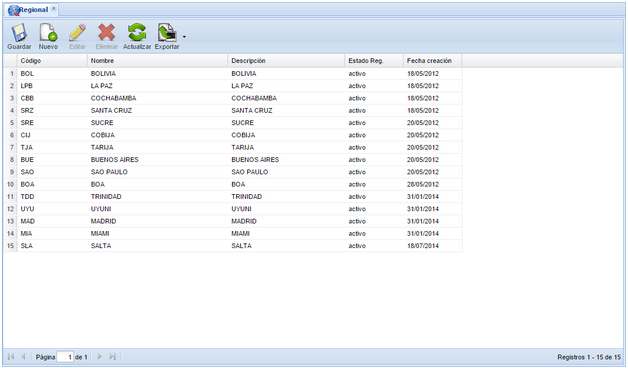 Regional
Guardar Nuevo Editar Eliminar Actualizar Exportar
Código Nombre Descripción Estado Reg. Fecha creación
1 BOL BOLIVIA BOLIVIA activo 18/05/2012
2 LPB LA PAZ LA PAZ activo 18/05/2012
3 CBB COCHABAMBA COCHABAMBA activo 18/05/2012
4 SRZ SANTA CRUZ SANTA CRUZ activo 18/05/2012
5 SRE SUCRE SUCRE activo 20/05/2012
6 CIJ COBIJA COBIJA activo 20/05/2012
7 TJA TARIJA TARIJA activo 20/05/2012
8 BUE BUENOS AIRES BUENOS AIRES activo 20/05/2012
9 SAO SAO PAULO SAO PAULO activo 20/05/2012
10 BOA BOA BOA activo 28/05/2012
11 TDD TRINIDAD TRINIDAD activo 31/01/2014
12 UYU UYUNI UYUNI activo 31/01/2014
13 MAD MADRID MADRID activo 31/01/2014
14 MIA MIAMI MIAMI activo 31/01/2014
15 SLA SALTA SALTA activo 18/07/2014
Página 1 de 1 Registros 1 - 15 de 15